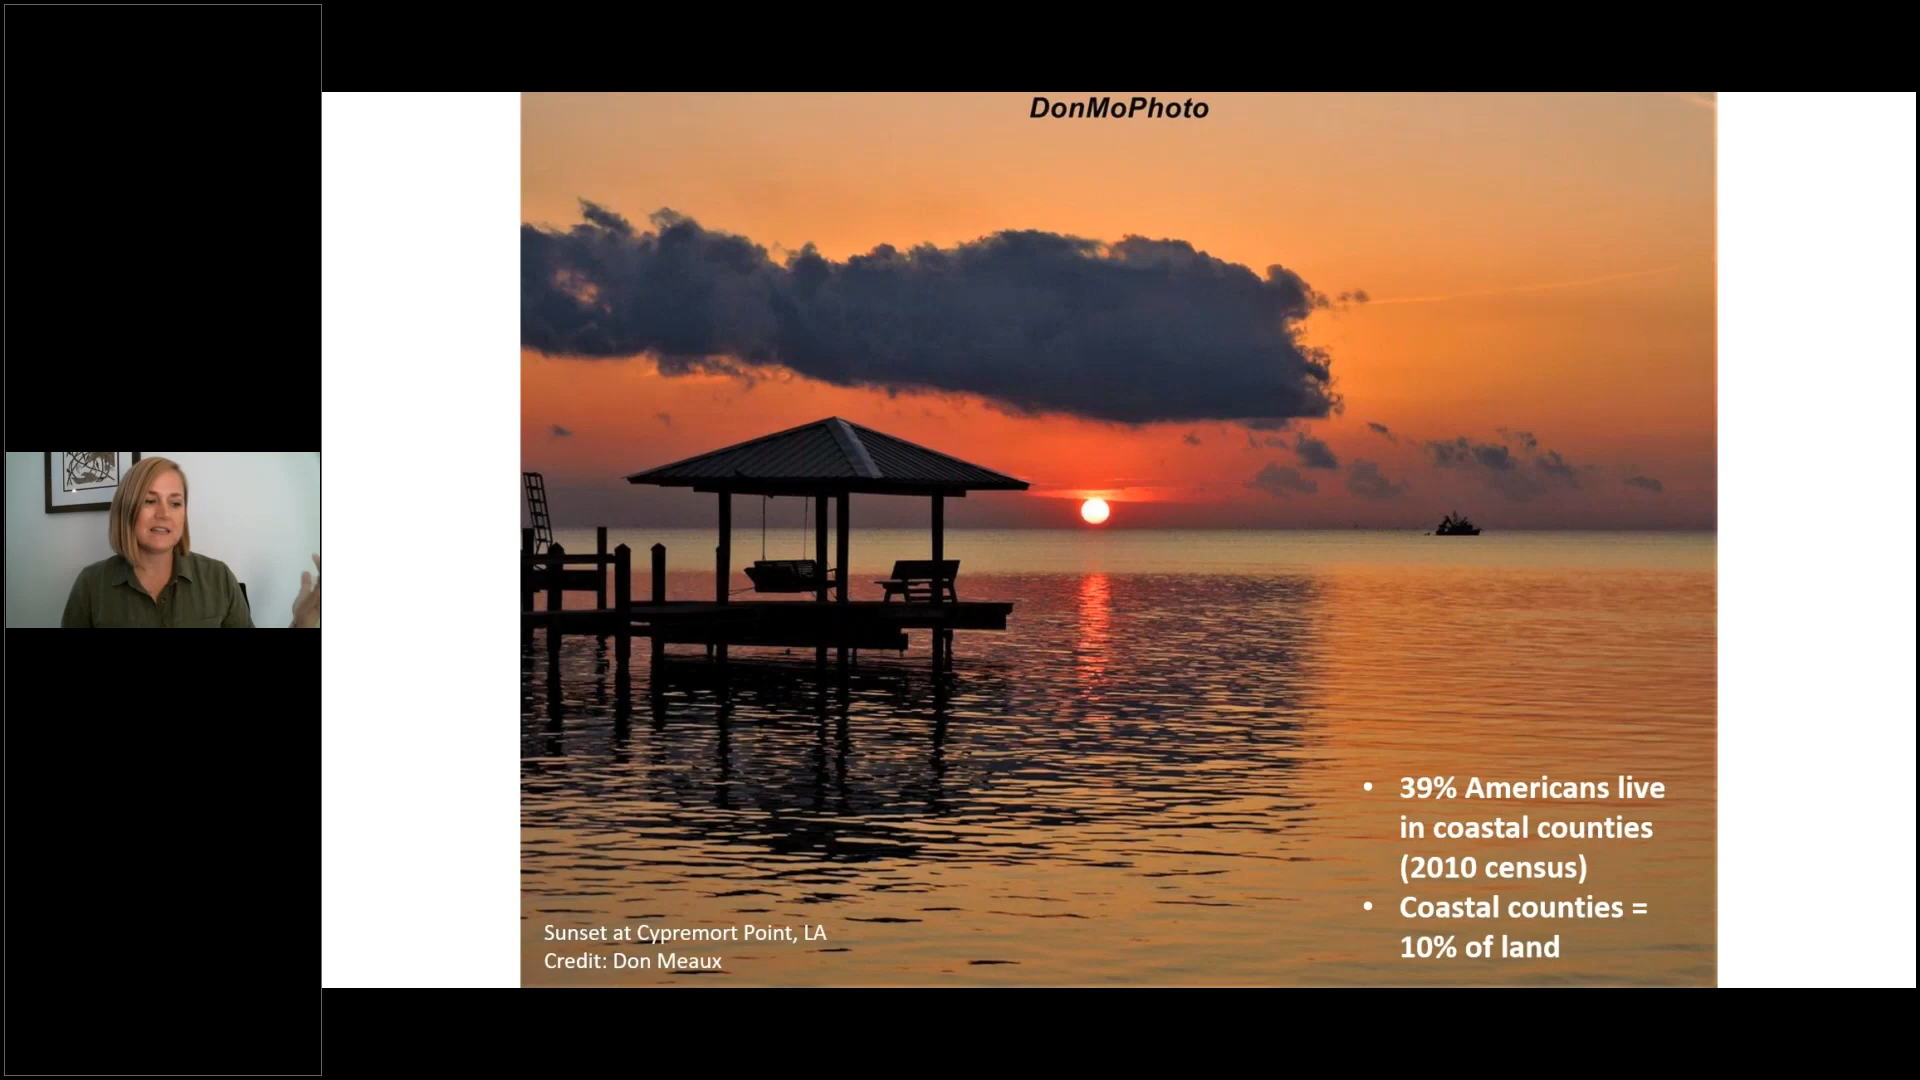 DonMoPhoto
Sunset at Cypremort Point, LA
Credit: Don Meaux
• 39% Americans live
in coastal counties
(2010 census)
• Coastal counties =
10% of land